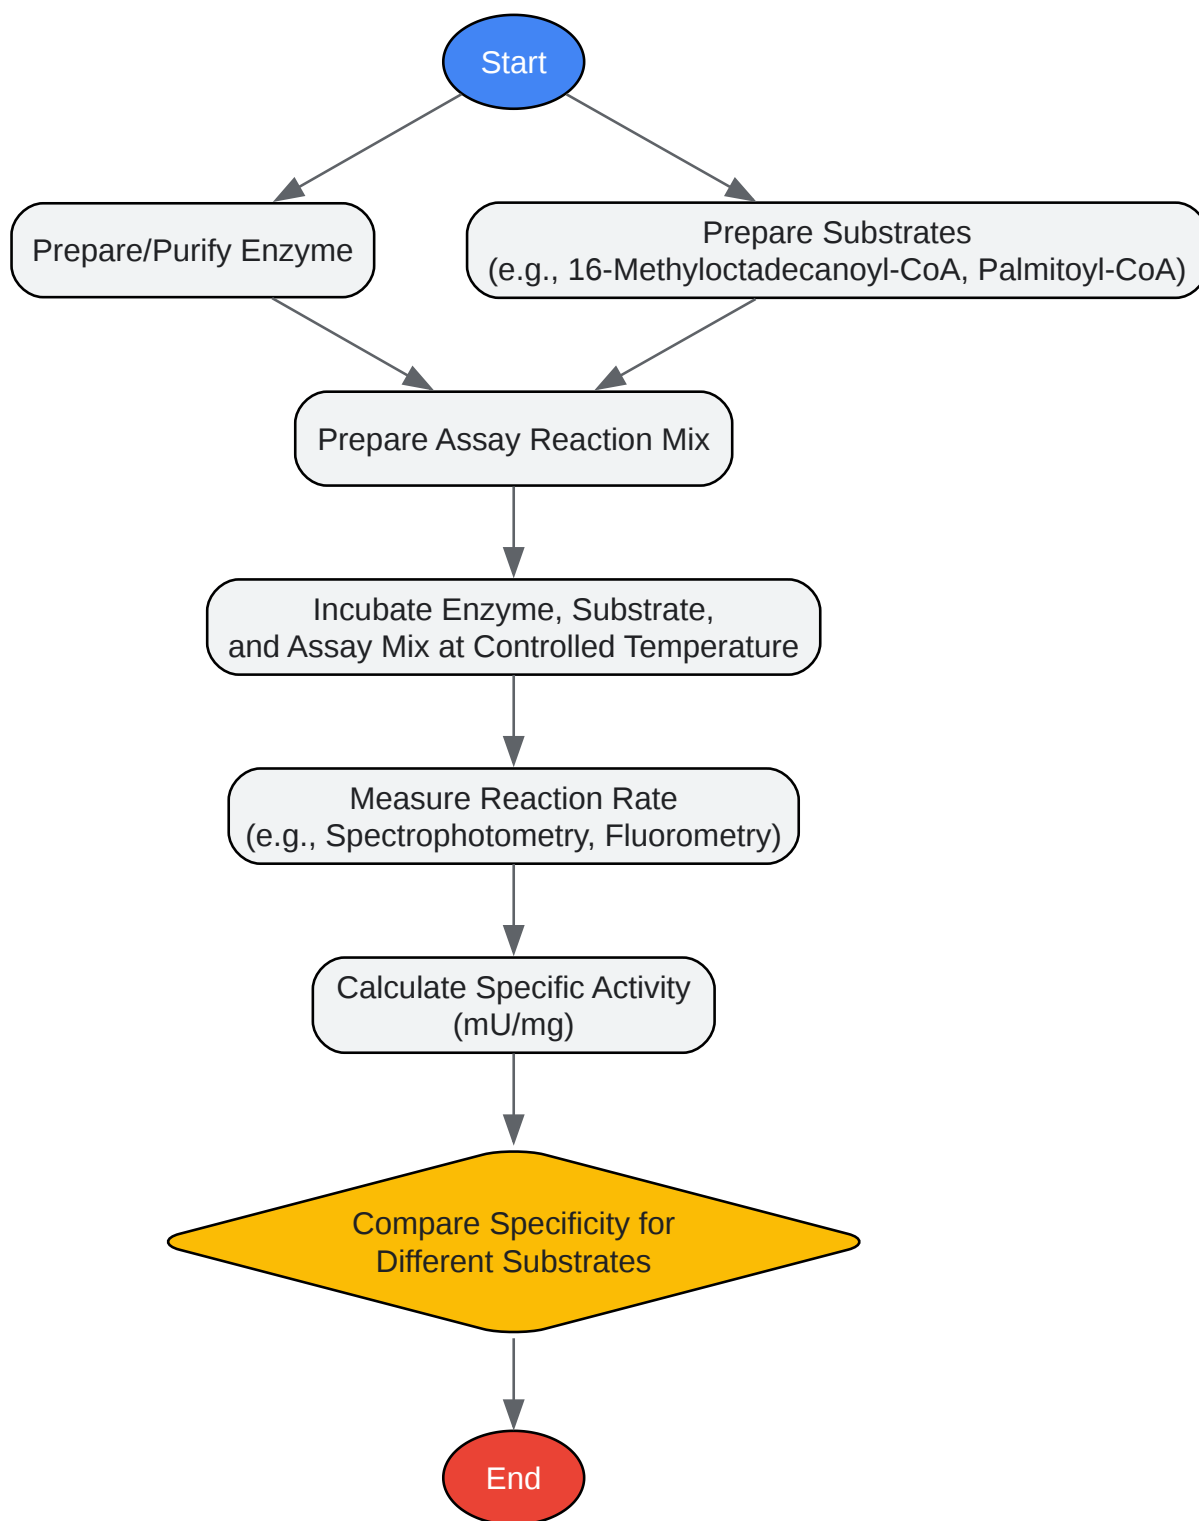 Start
Prepare/Purify Enzyme
Prepare Substrates
(e.g., 16-Methyloctadecanoyl-CoA, Palmitoyl-CoA)
Prepare Assay Reaction Mix
Incubate Enzyme, Substrate,
and Assay Mix at Controlled Temperature
Measure Reaction Rate
(e.g., Spectrophotometry, Fluorometry)
Calculate Specific Activity
(mU/mg)
Compare Specificity for
Different Substrates
End